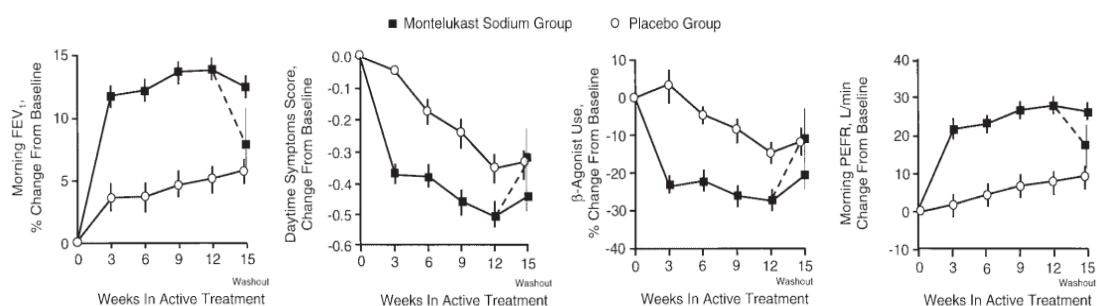 Montelukast Sodium Group
Placebo Group
Morning FEV1,
% Change From Baseline
15
10
5
0
0 3 6 9 12 15
Washout
Weeks In Active Treatment
Daytime Symptoms Score,
Change From Baseline
0.0
-0.1
-0.2
-0.3
-0.4
-0.5
-0.6
0 3 6 9 12 15
Washout
Weeks In Active Treatment
β-Agonist Use,
% Change From Baseline
20
10
0
-10
-20
-30
-40
0 3 6 9 12 15
Washout
Weeks In Active Treatment
Morning PEFR, L/min
Change From Baseline
40
30
20
10
0
-10
0 3 6 9 12 15
Washout
Weeks In Active Treatment